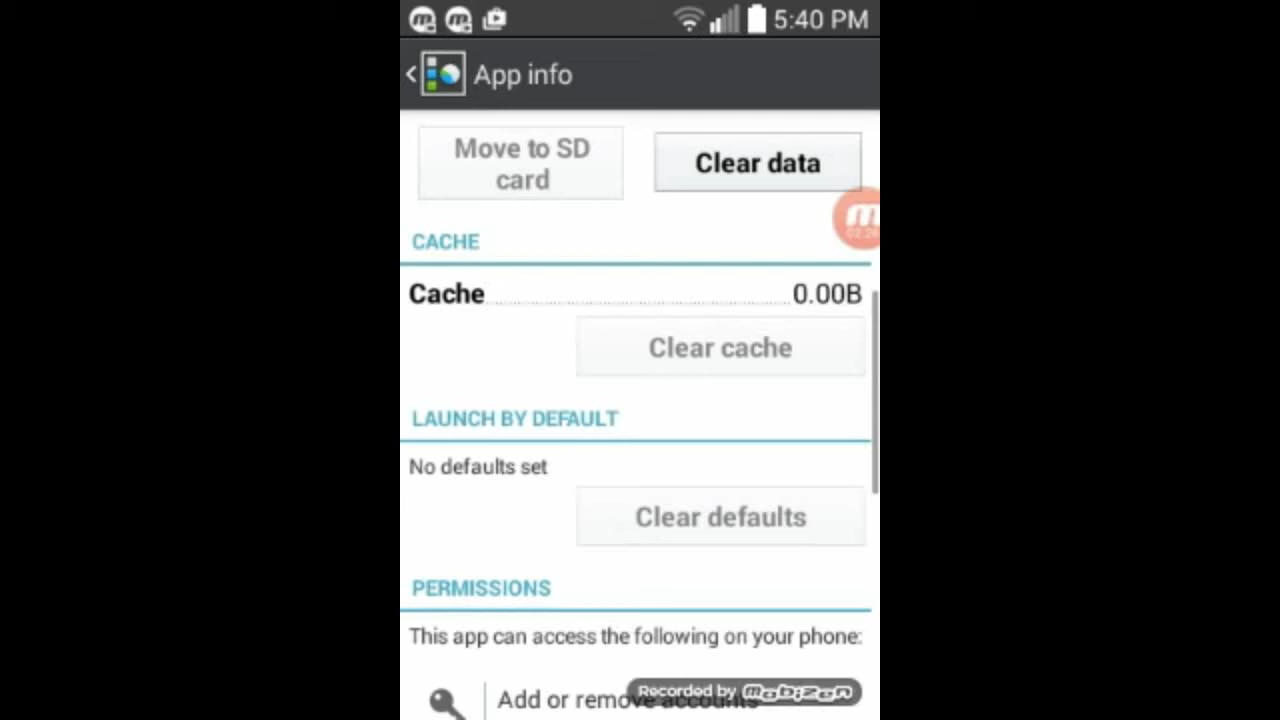 5:40 PM
App info
Move to SD
card
Clear data
CACHE
Cache 0.00B
Clear cache
LAUNCH BY DEFAULT
No defaults set
Clear defaults
PERMISSIONS
This app can access the following on your phone:
Add or remove accounts
Recorded by mobizen